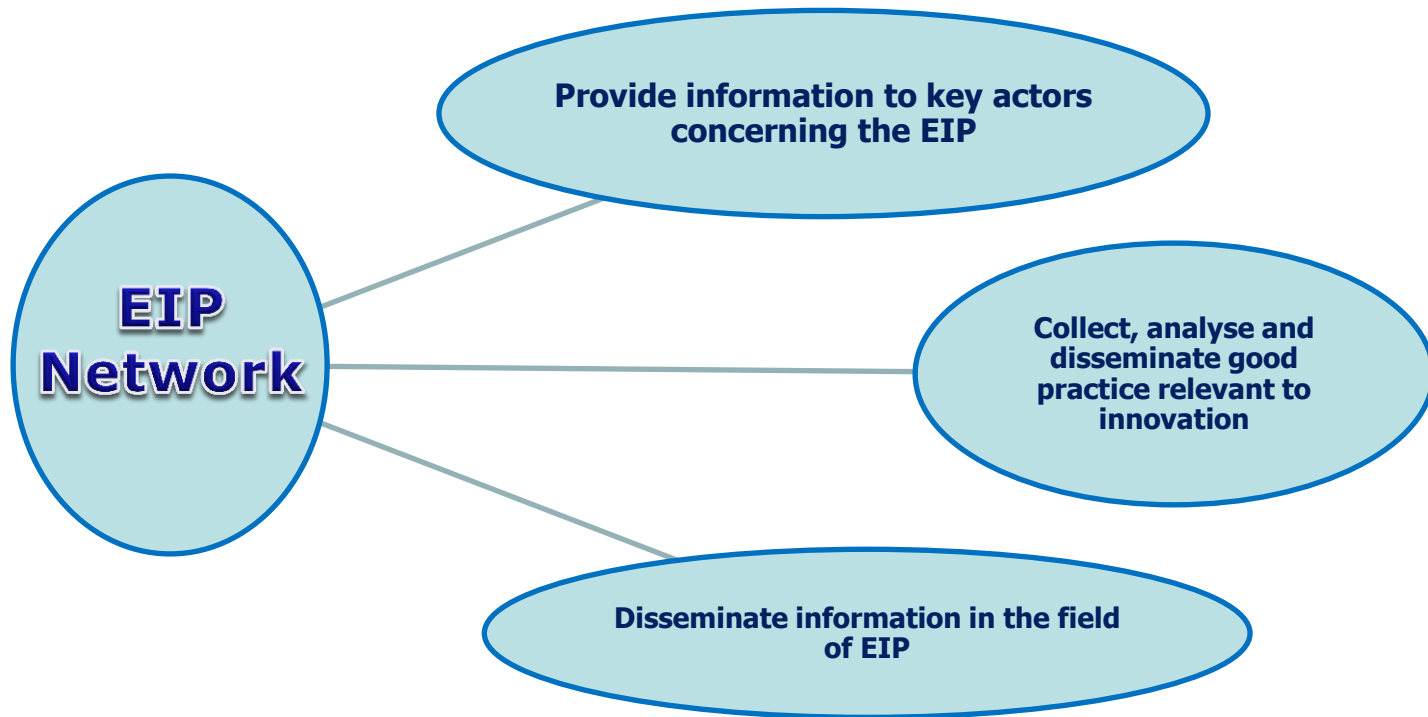 Provide information to key actors
concerning the EIP
EIP
Network
Collect, analyse and
disseminate good
practice relevant to
innovation
Disseminate information in the field
of EIP